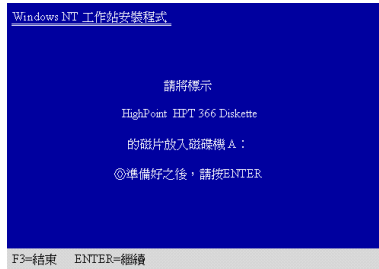 Windows NT 工作站安裝程式
請將標示
HighPoint HPT 366 Diskette
的磁片放入磁碟機 A：
◎準備好之後，請按ENTER
F3=結束 ENTER=繼續